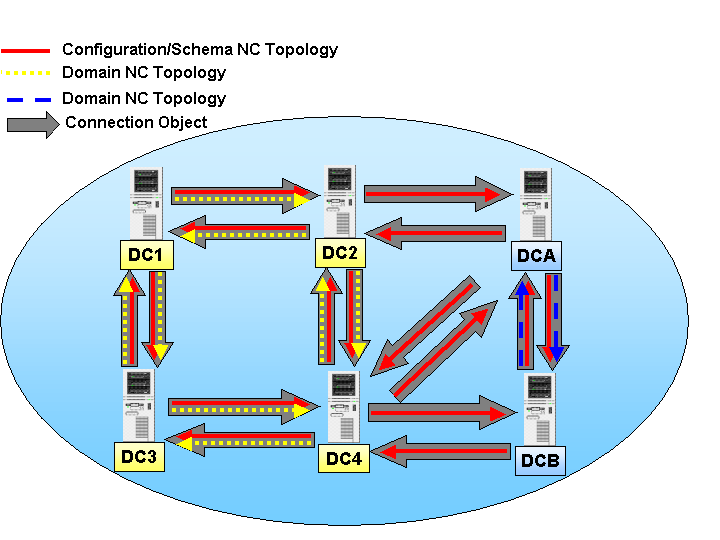 Configuration/Schema NC Topology
Domain NC Topology
Domain NC Topology
Connection Object
DC1
DC2
DCA
DC3
DC4
DCB